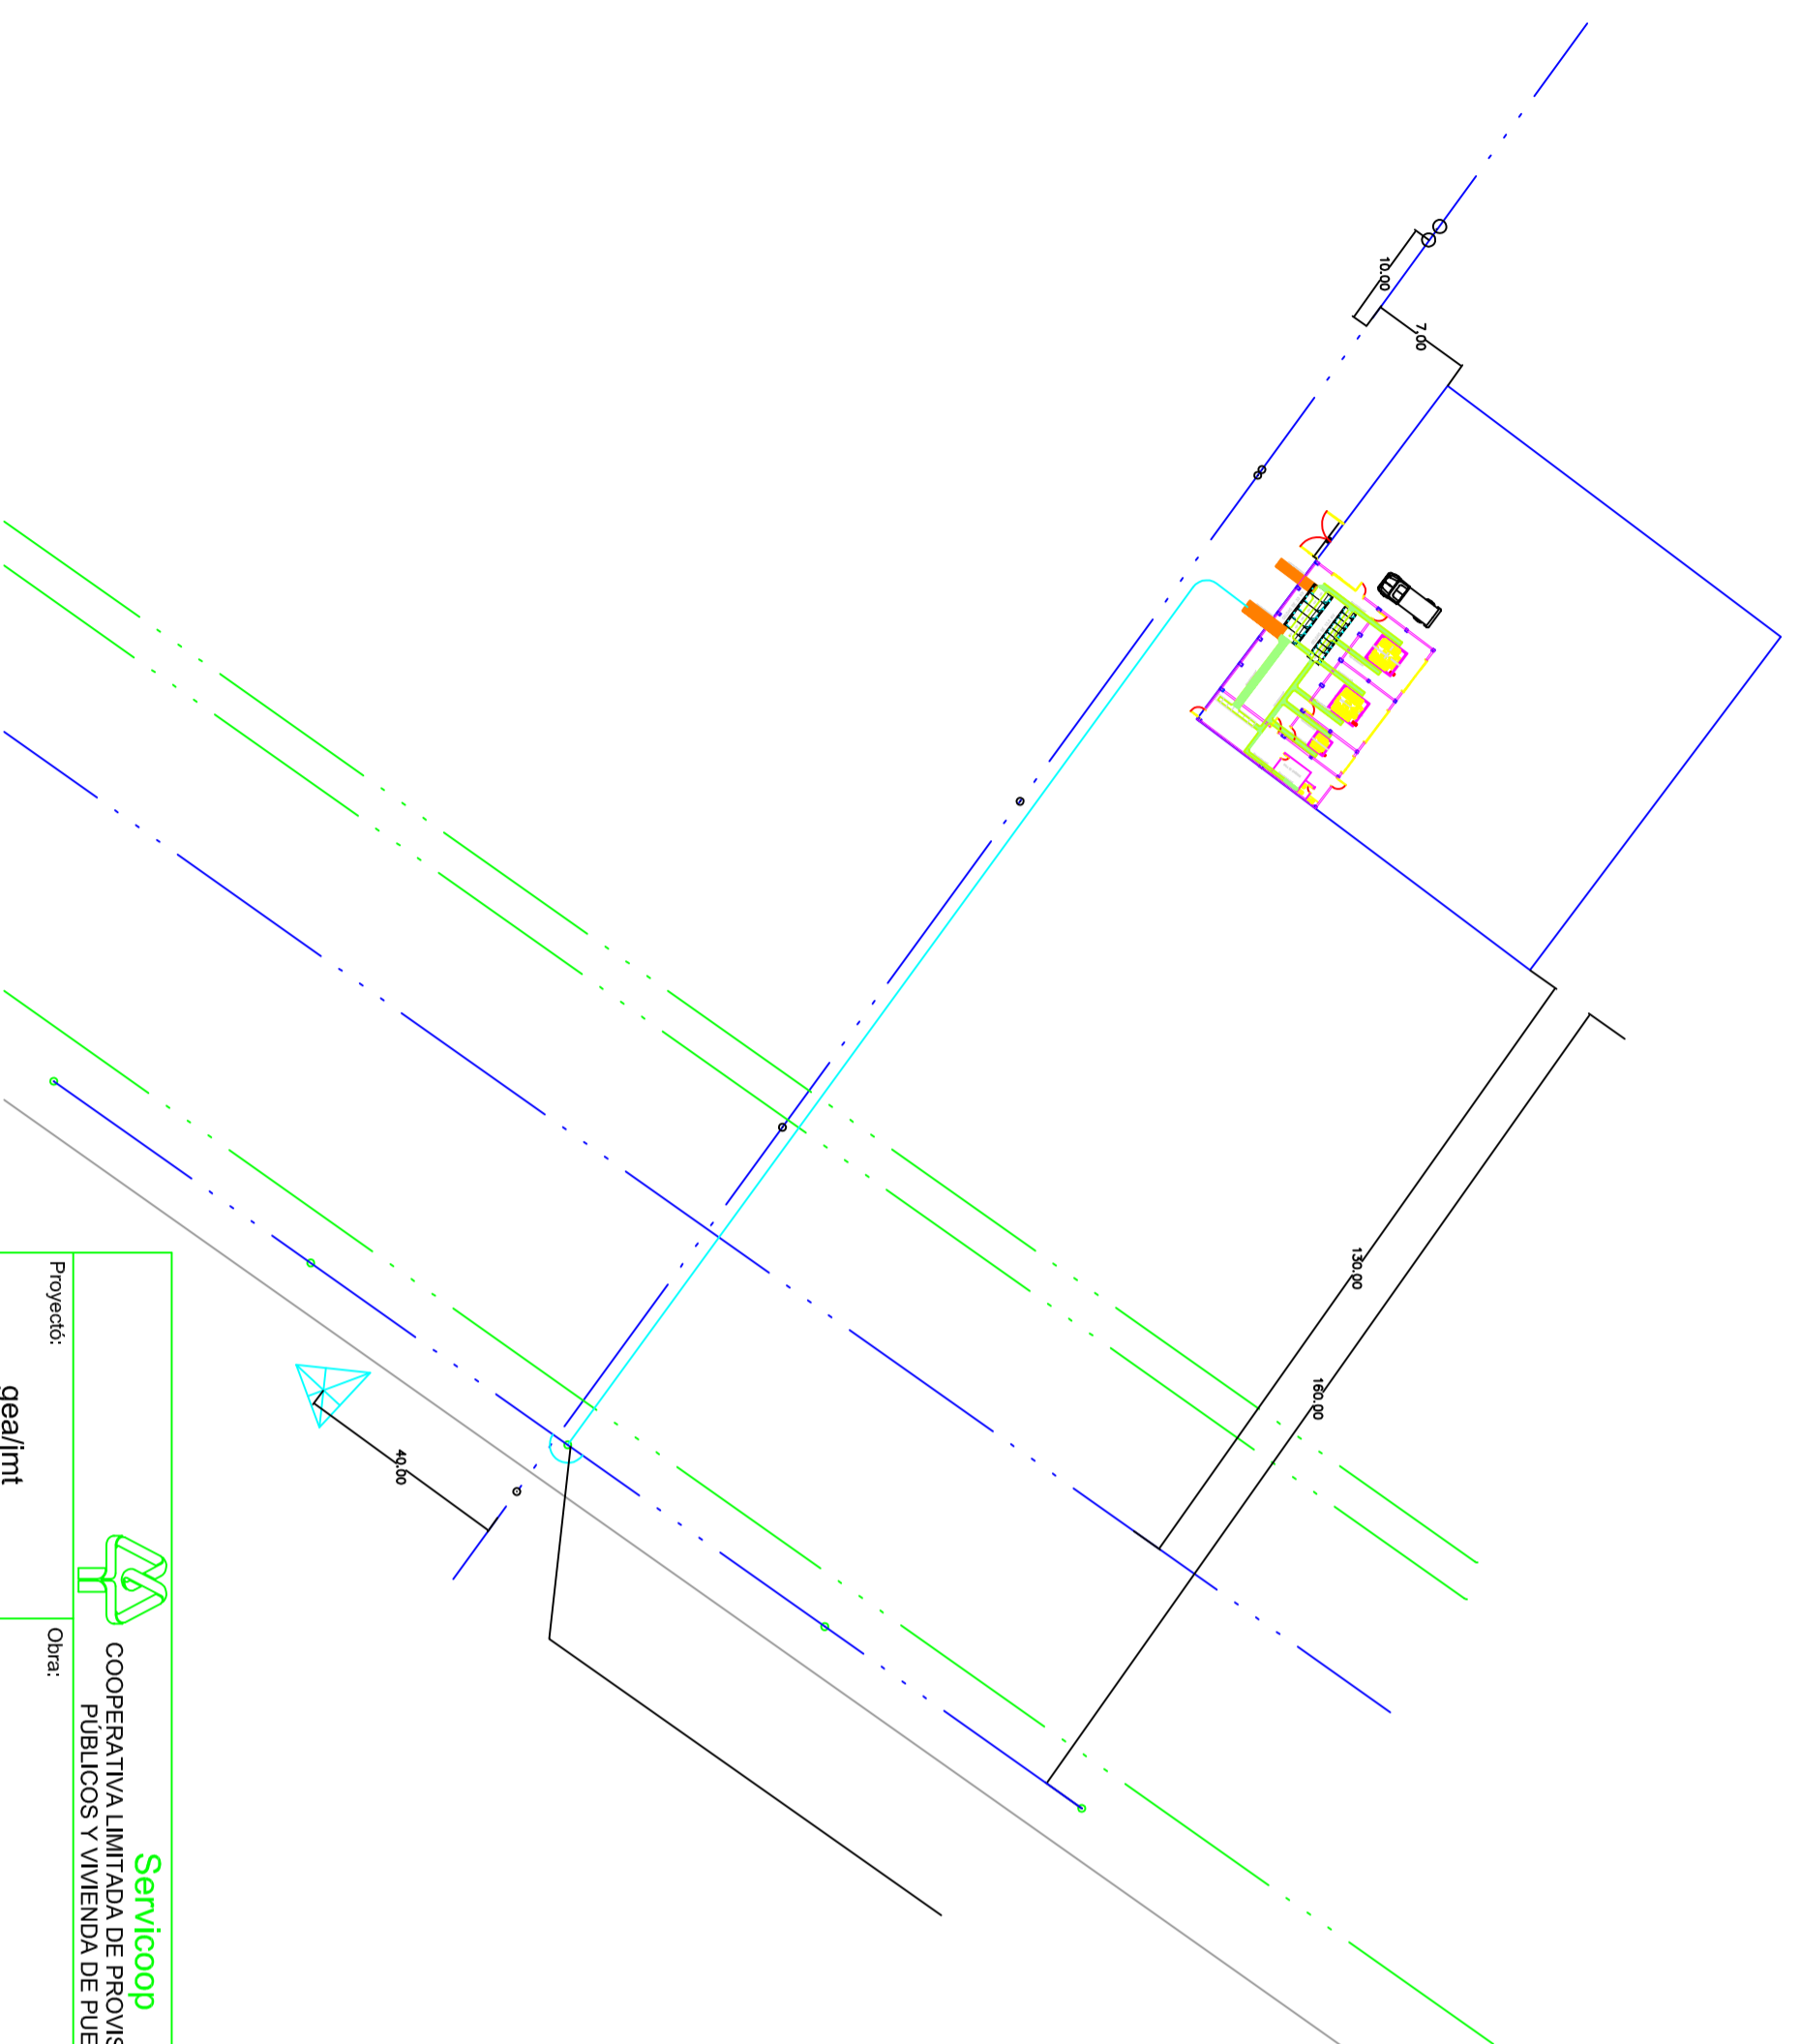 10.00
7.00
130.00
160.00
40.00
Servicoop
COOPERATIVA LIMITADA DE PROVIS
PÚBLICOS Y VIVIENDA DE PUE
Proyectó:
Obra:
gea/imt